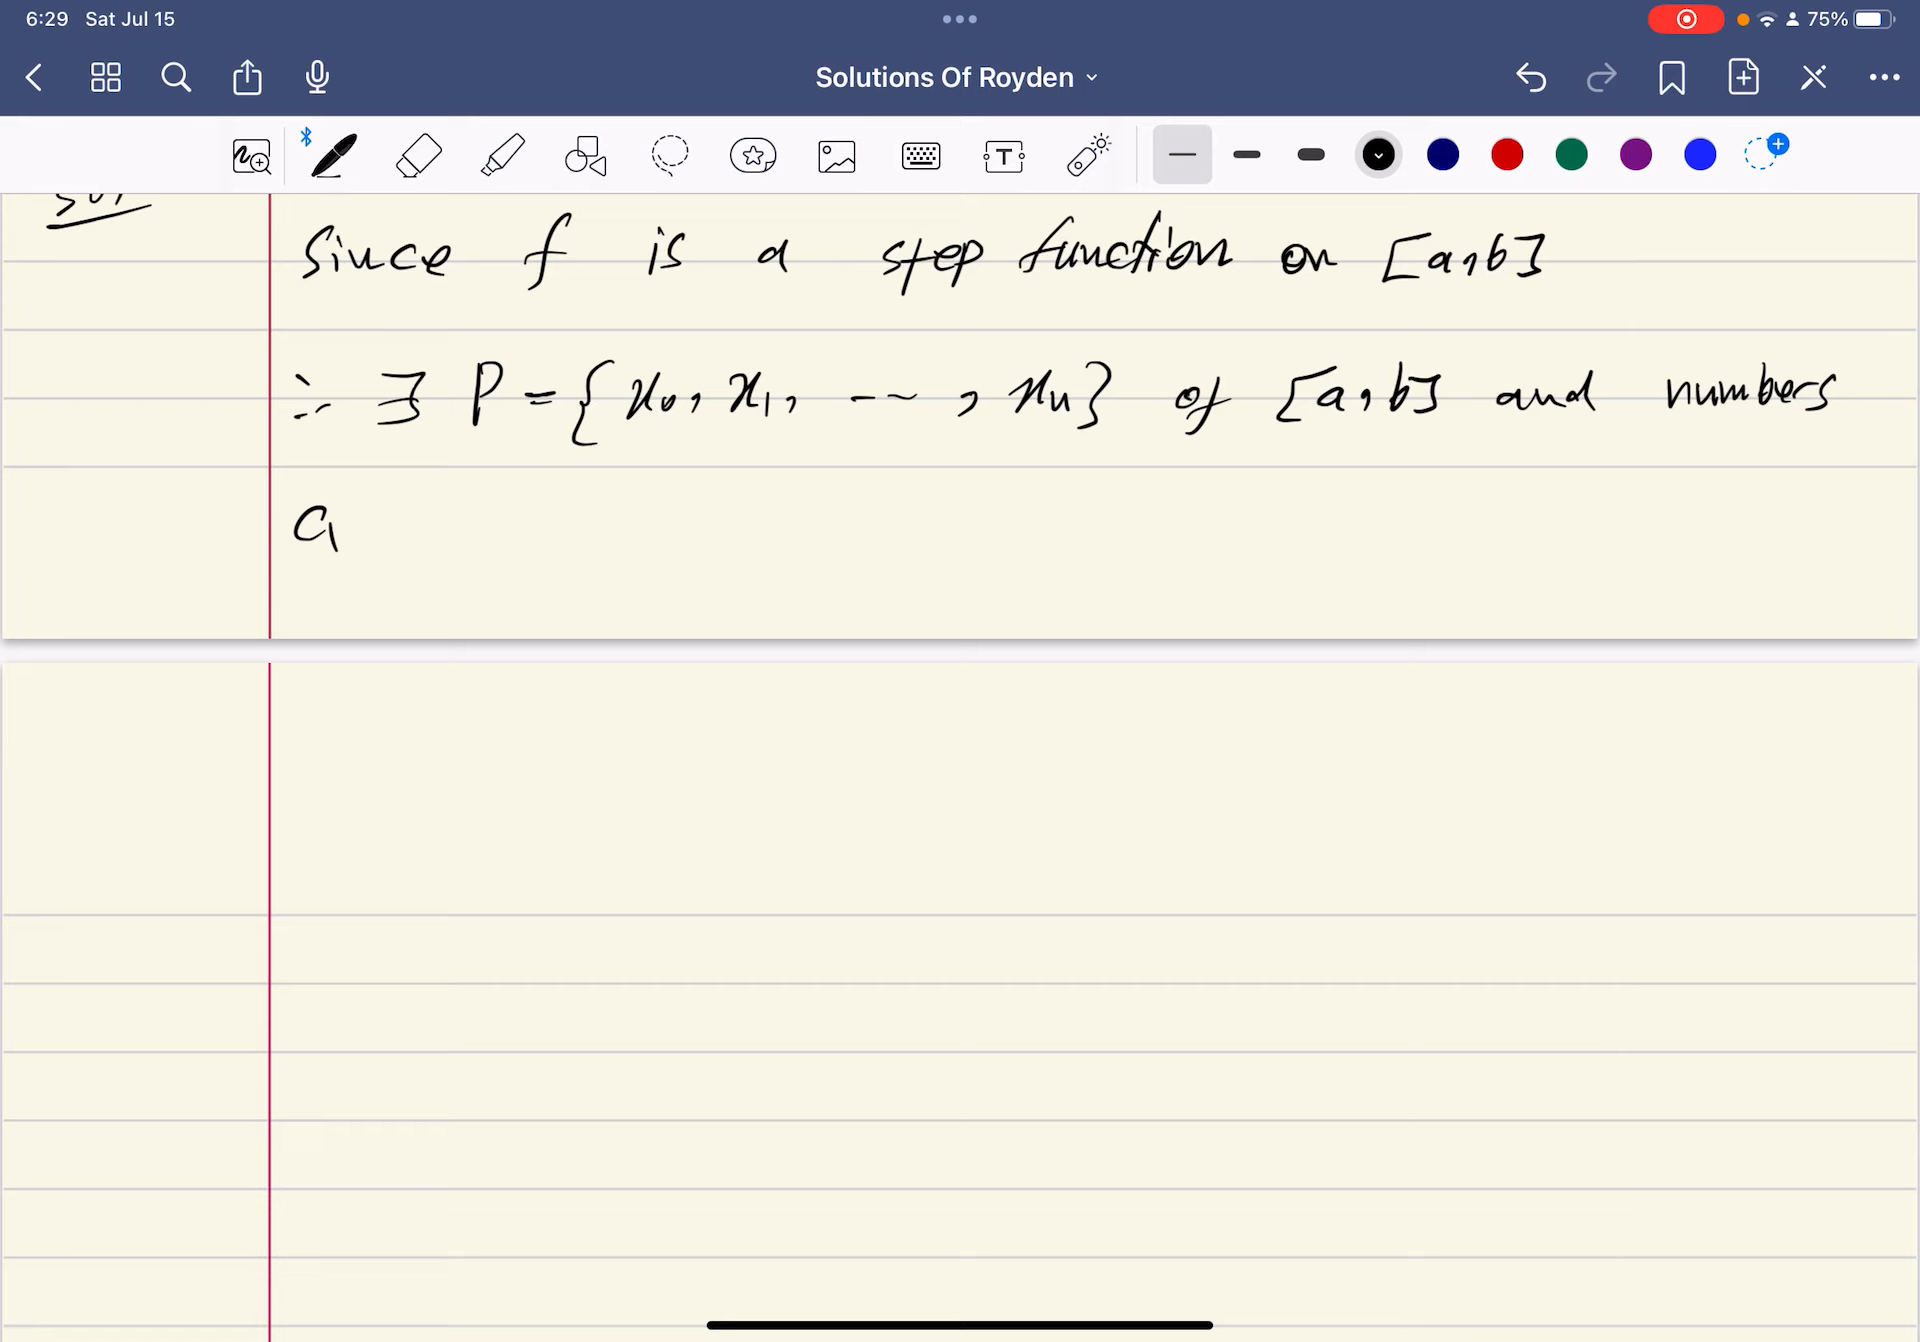 6:29 Sat Jul 15
75%
Solutions Of Royden
Sol
Since f is a step function on [a,b]
∴ ∃ P = { x₀, x₁, -- , xₙ} of [a,b] and numbers
a